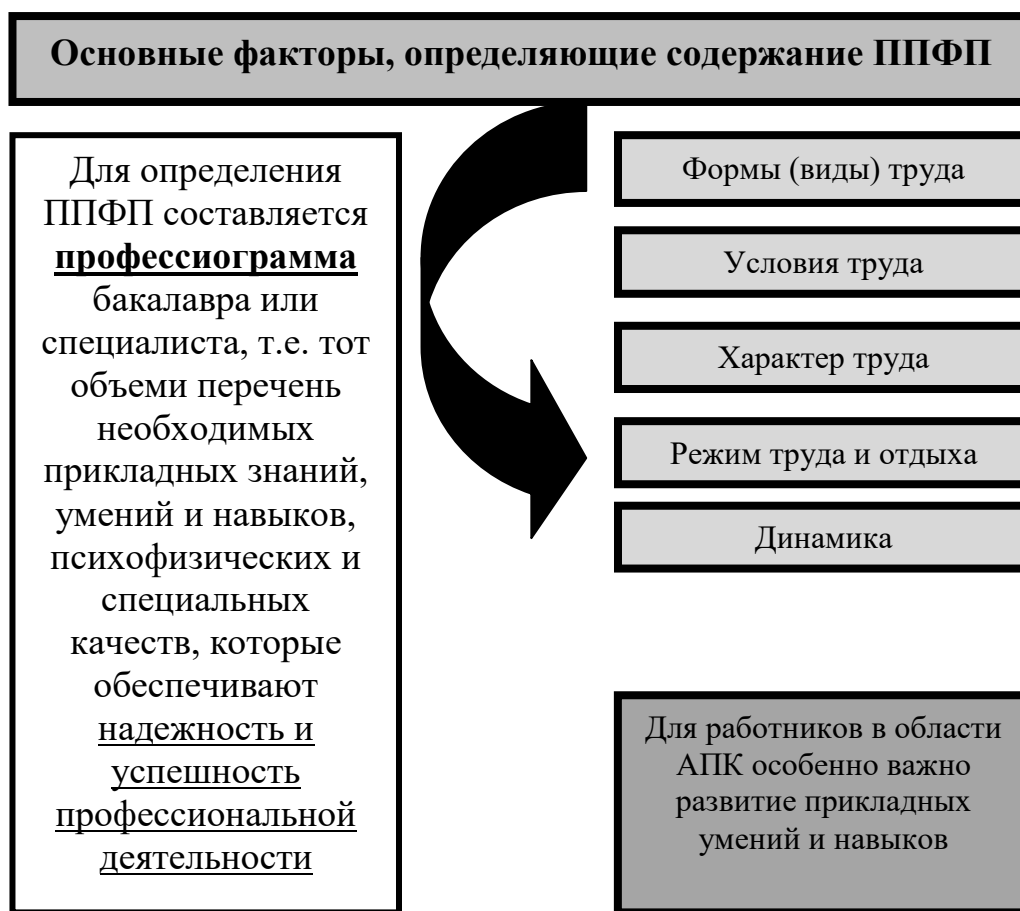 Основные факторы, определяющие содержание ППФП
Для определения
ППФП составляется
профессиограмма
бакалавра или
специалиста, т.е. тот
объеми перечень
необходимых
прикладных знаний,
умений и навыков,
психофизических и
специальных
качеств, которые
обеспечивают
надежность и
успешность
профессиональной
деятельности
Формы (виды) труда
Условия труда
Характер труда
Режим труда и отдыха
Динамика
Для работников в области
АПК особенно важно
развитие прикладных
умений и навыков